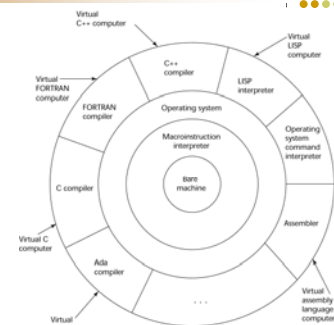 Virtual
C++ computer
Virtual
LISP
computer
C++
compiler
LISP
interpreter
Virtual
FORTRAN
computer
FORTRAN
compiler
Operating system
Operating
system
command
interpreter
Macroinstruction
interpreter
Bare
machine
C compiler
Assembler
Virtual C
computer
Ada
compiler
. . .
Virtual
assembly
language
computer
Virtual